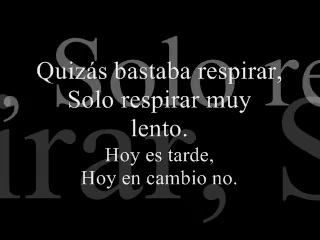 Quizás bastaba respirar,
Solo respirar muy
lento.
Hoy es tarde,
Hoy en cambio no.